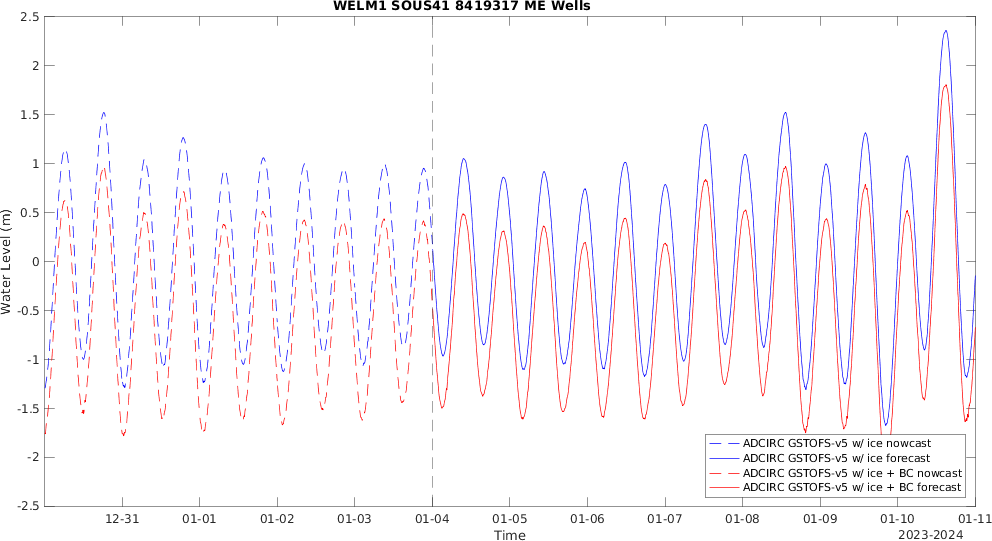 WELM1 SOUS41 8419317 ME Wells
Water Level (m)
2.5
2
1.5
1
0.5
0
-0.5
-1
-1.5
-2
-2.5
ADCIRC GSTOFS-v5 w/ ice nowcast
ADCIRC GSTOFS-v5 w/ ice forecast
ADCIRC GSTOFS-v5 w/ ice + BC nowcast
ADCIRC GSTOFS-v5 w/ ice + BC forecast
12-31 01-01 01-02 01-03 01-04 01-05 01-06 01-07 01-08 01-09 01-10 01-11
Time
2023-2024